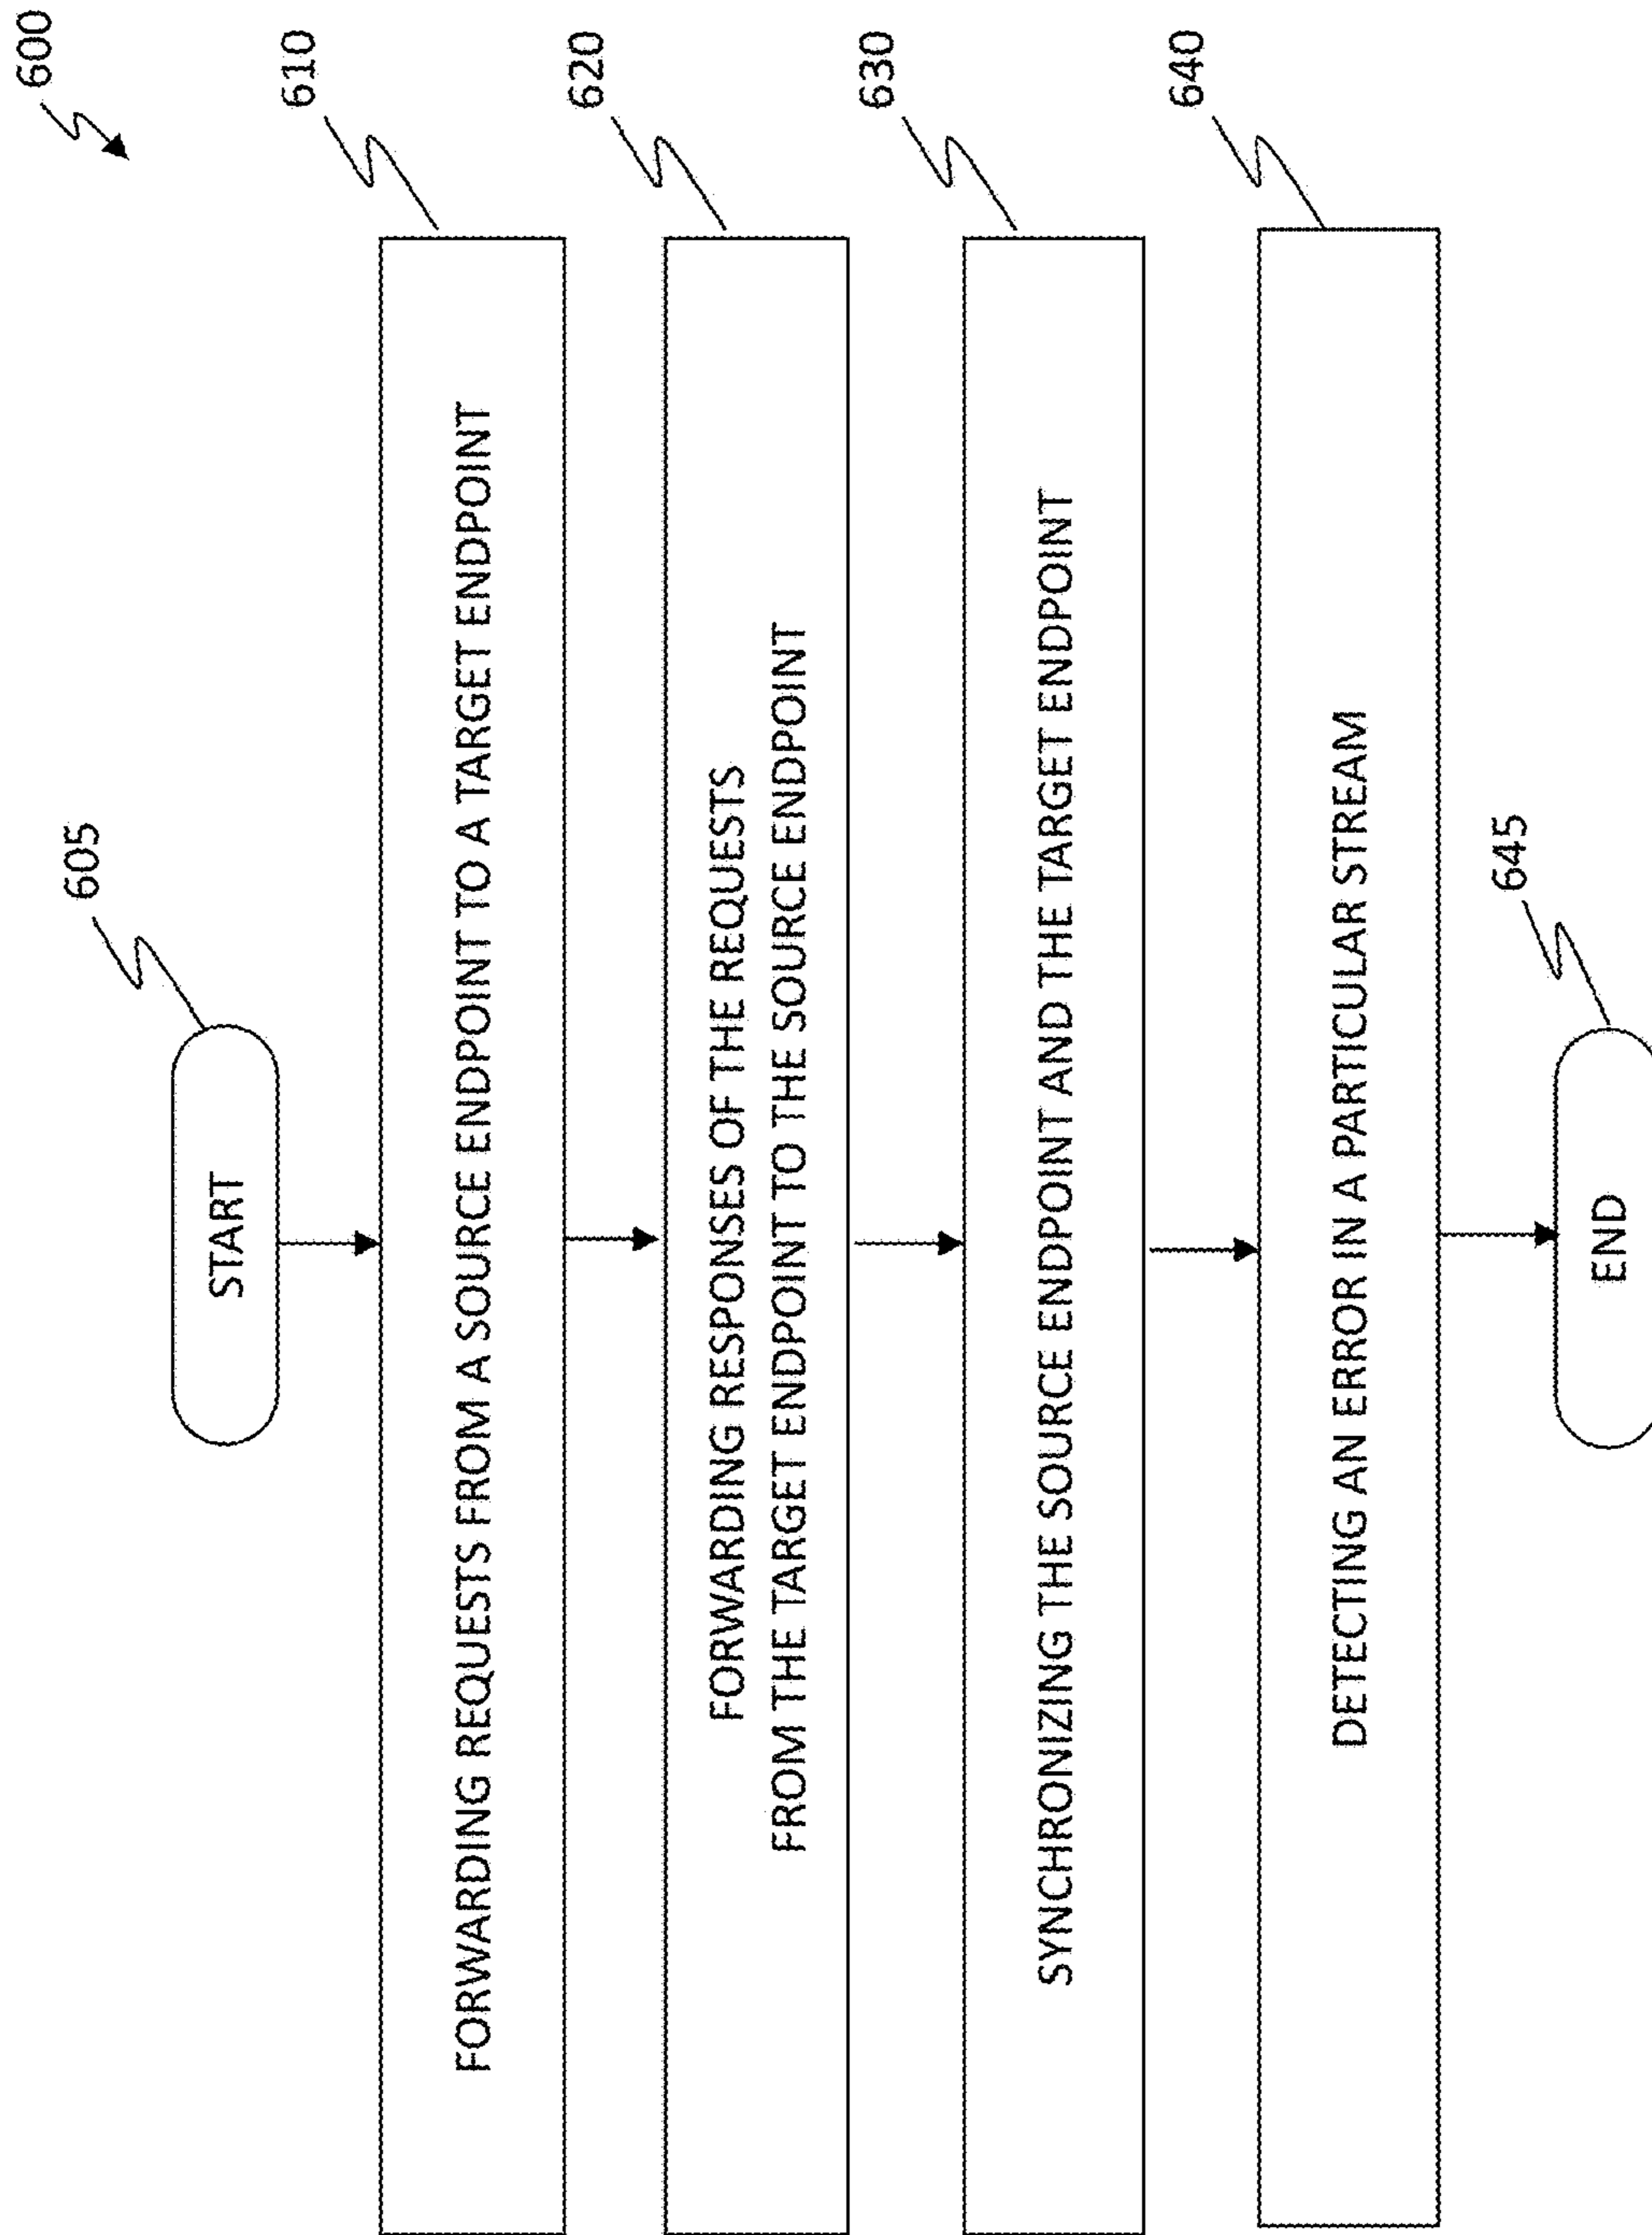 600
605
START
610
FORWARDING REQUESTS FROM A SOURCE ENDPOINT TO A TARGET ENDPOINT
620
FORWARDING RESPONSES OF THE REQUESTS
FROM THE TARGET ENDPOINT TO THE SOURCE ENDPOINT
630
SYNCHRONIZING THE SOURCE ENDPOINT AND THE TARGET ENDPOINT
640
DETECTING AN ERROR IN A PARTICULAR STREAM
645
END